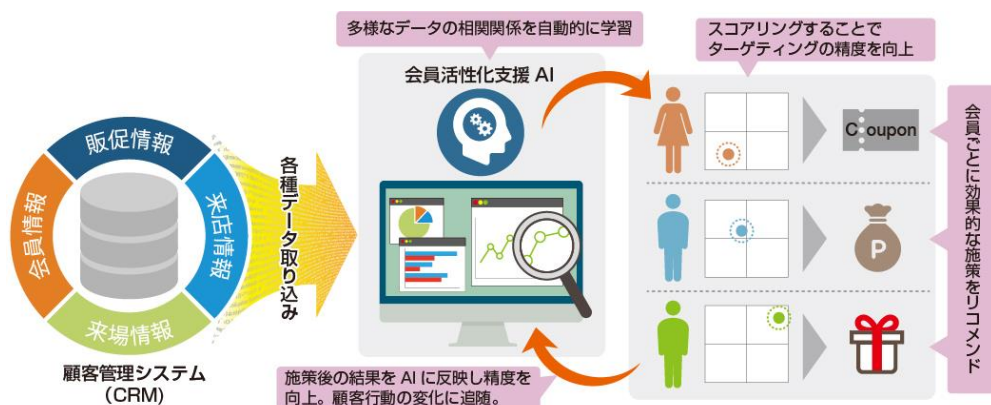 多様なデータの相関関係を自動的に学習
スコアリングすることで
ターゲティングの精度を向上
会員活性化支援 AI
販促情報
会員情報
来店情報
来場情報
各種データ取り込み
Coupon
P
会員ごとに効果的な施策をリコメンド
顧客管理システム
(CRM)
施策後の結果を AI に反映し精度を
向上。顧客行動の変化に追随。